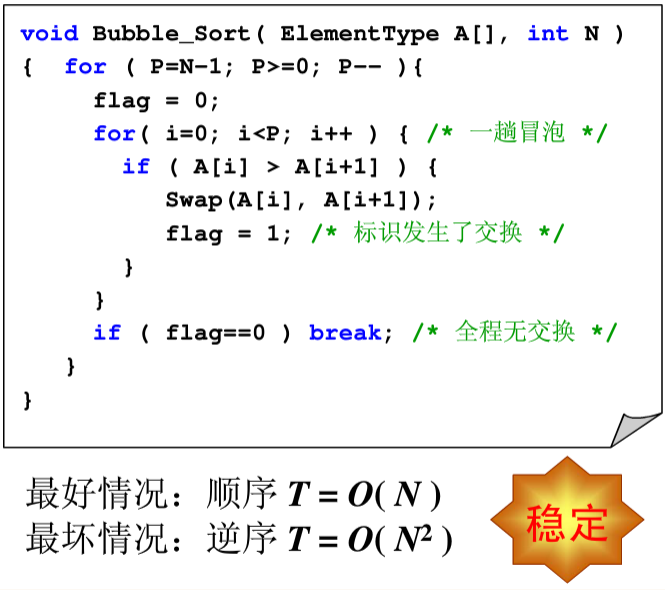 void Bubble_Sort( ElementType A[], int N )
{ for ( P=N-1; P>=0; P-- ){
flag = 0;
for( i=0; i<P; i++ ) { /* 一趟冒泡 */
if ( A[i] > A[i+1] ) {
Swap(A[i], A[i+1]);
flag = 1; /* 标识发生了交换 */
}
}
if ( flag==0 ) break; /* 全程无交换 */
}
}
最好情况：顺序 T = O( N )
最坏情况：逆序 T = O( N² )
稳定